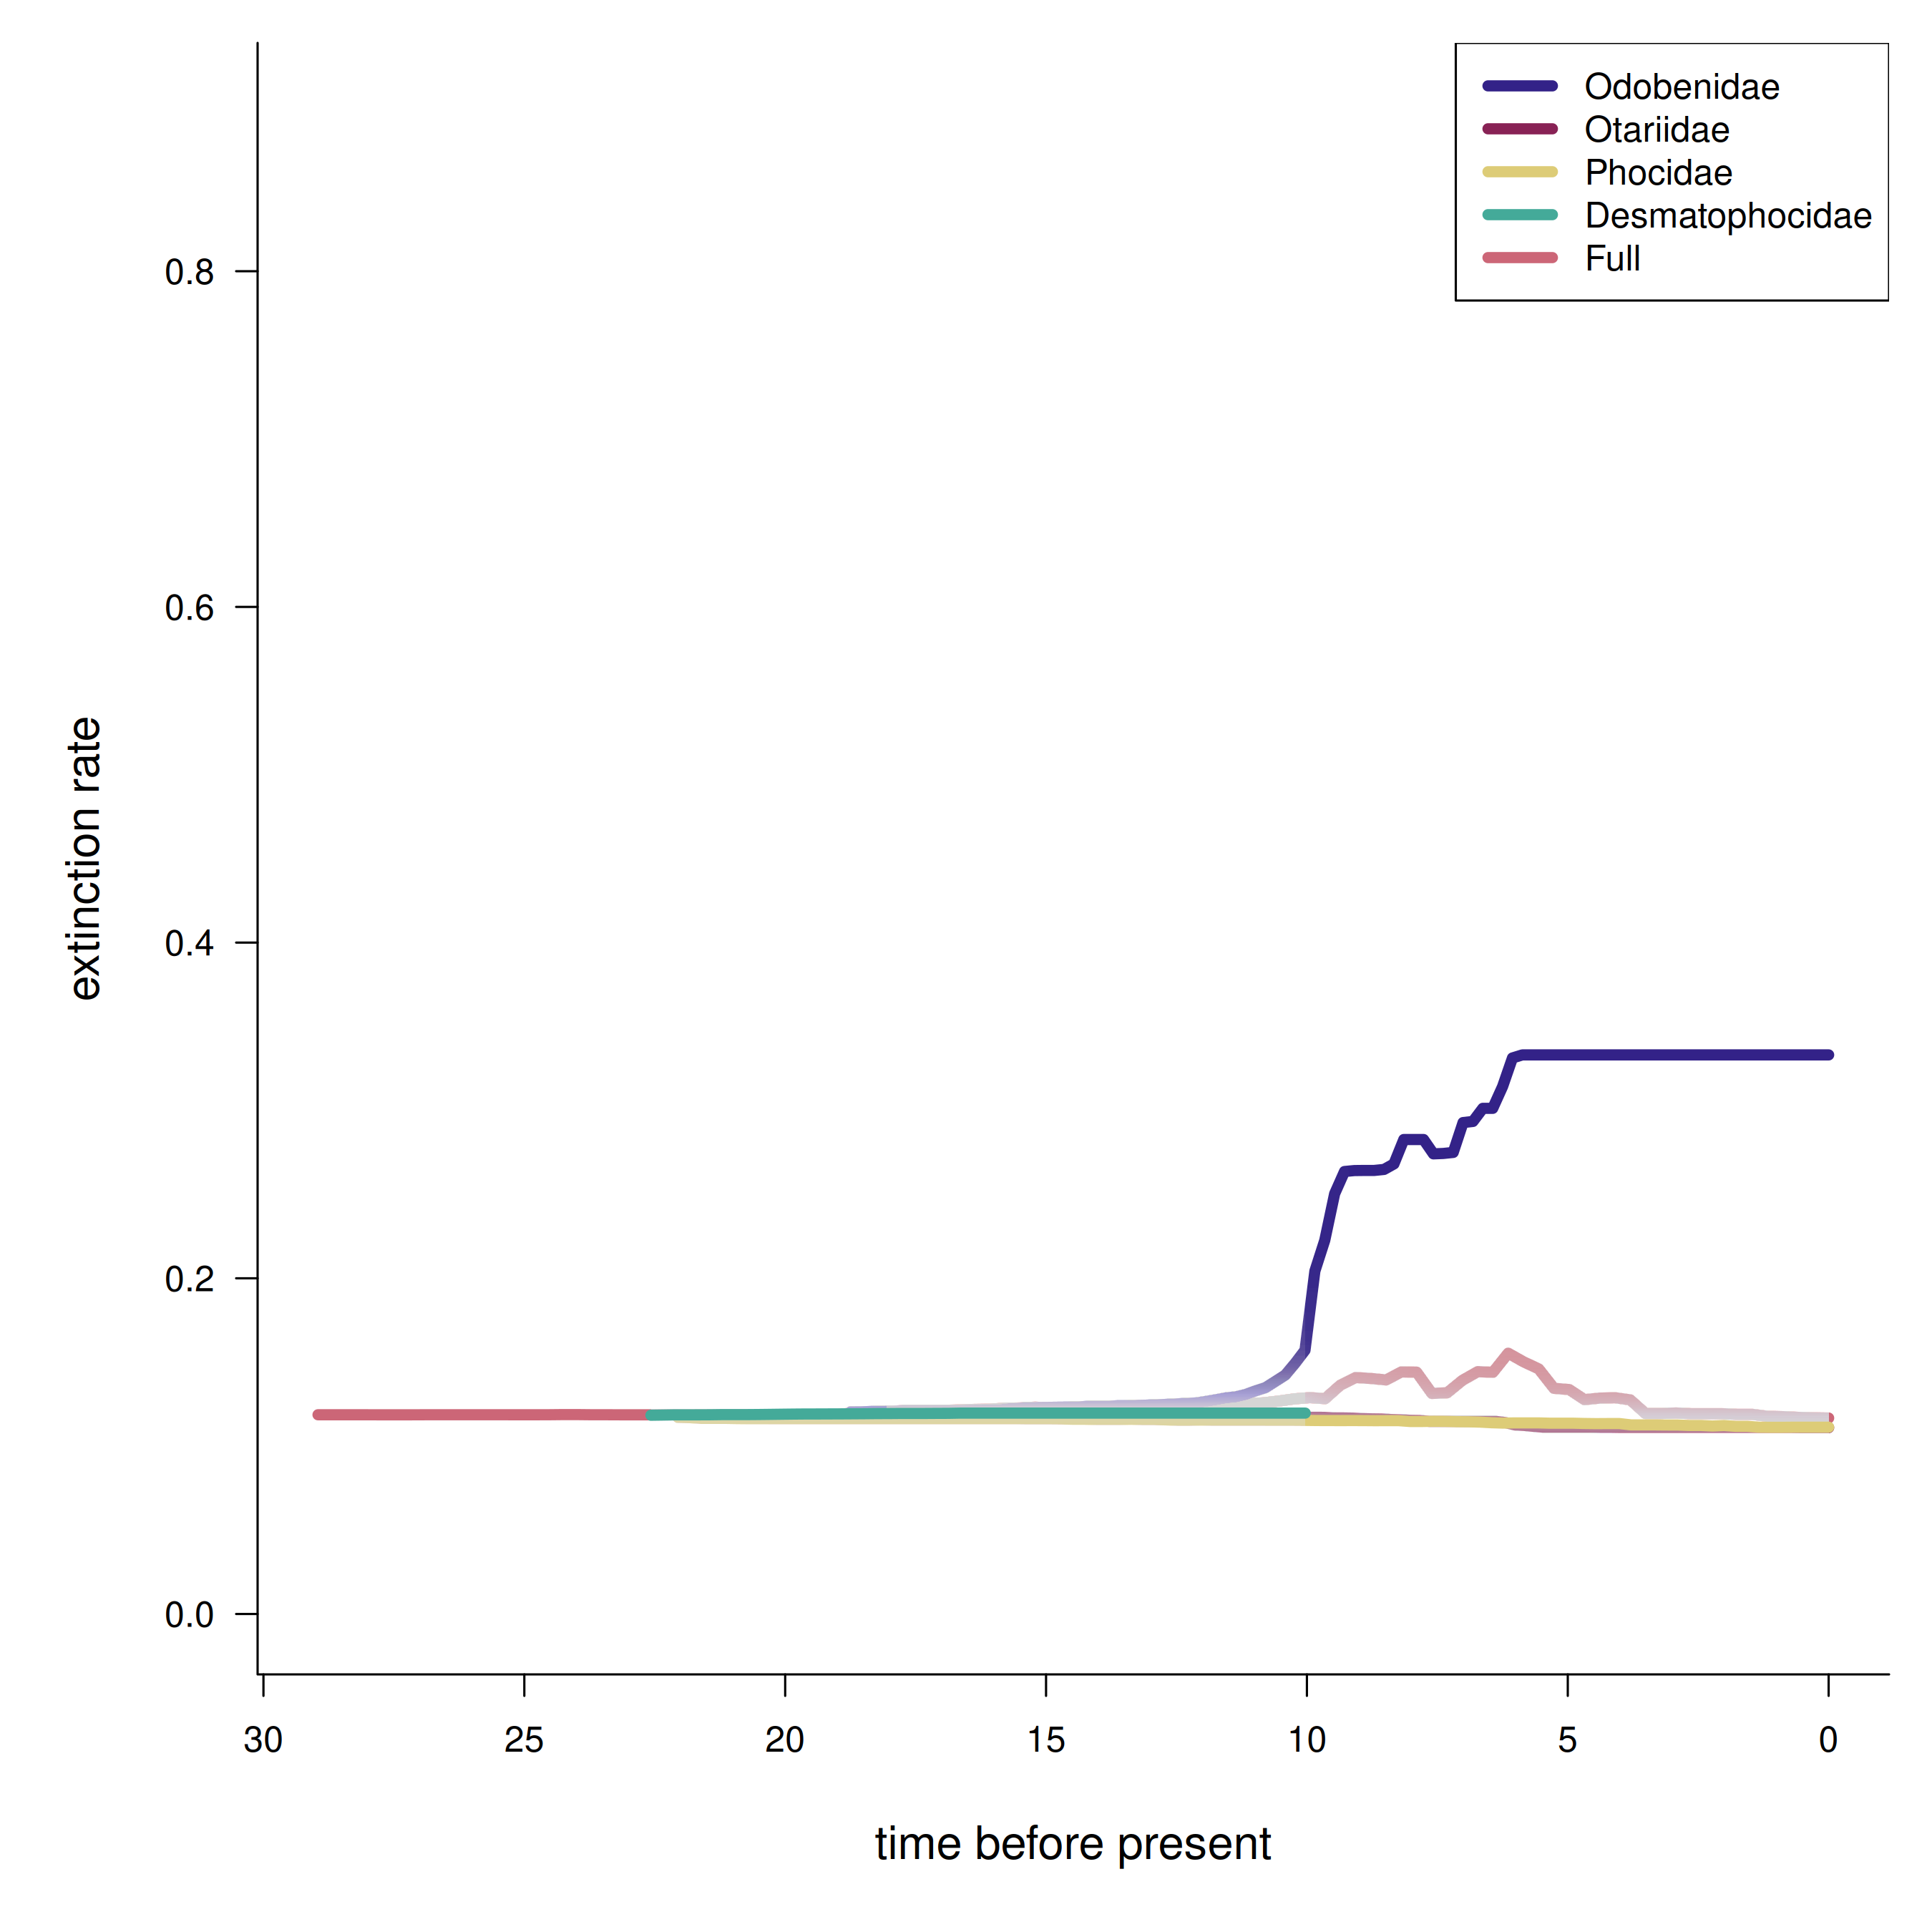 Odobenidae
Otariidae
Phocidae
Desmatophocidae
Full
extinction rate
0.8
0.6
0.4
0.2
0.0
30 25 20 15 10 5 0
time before present